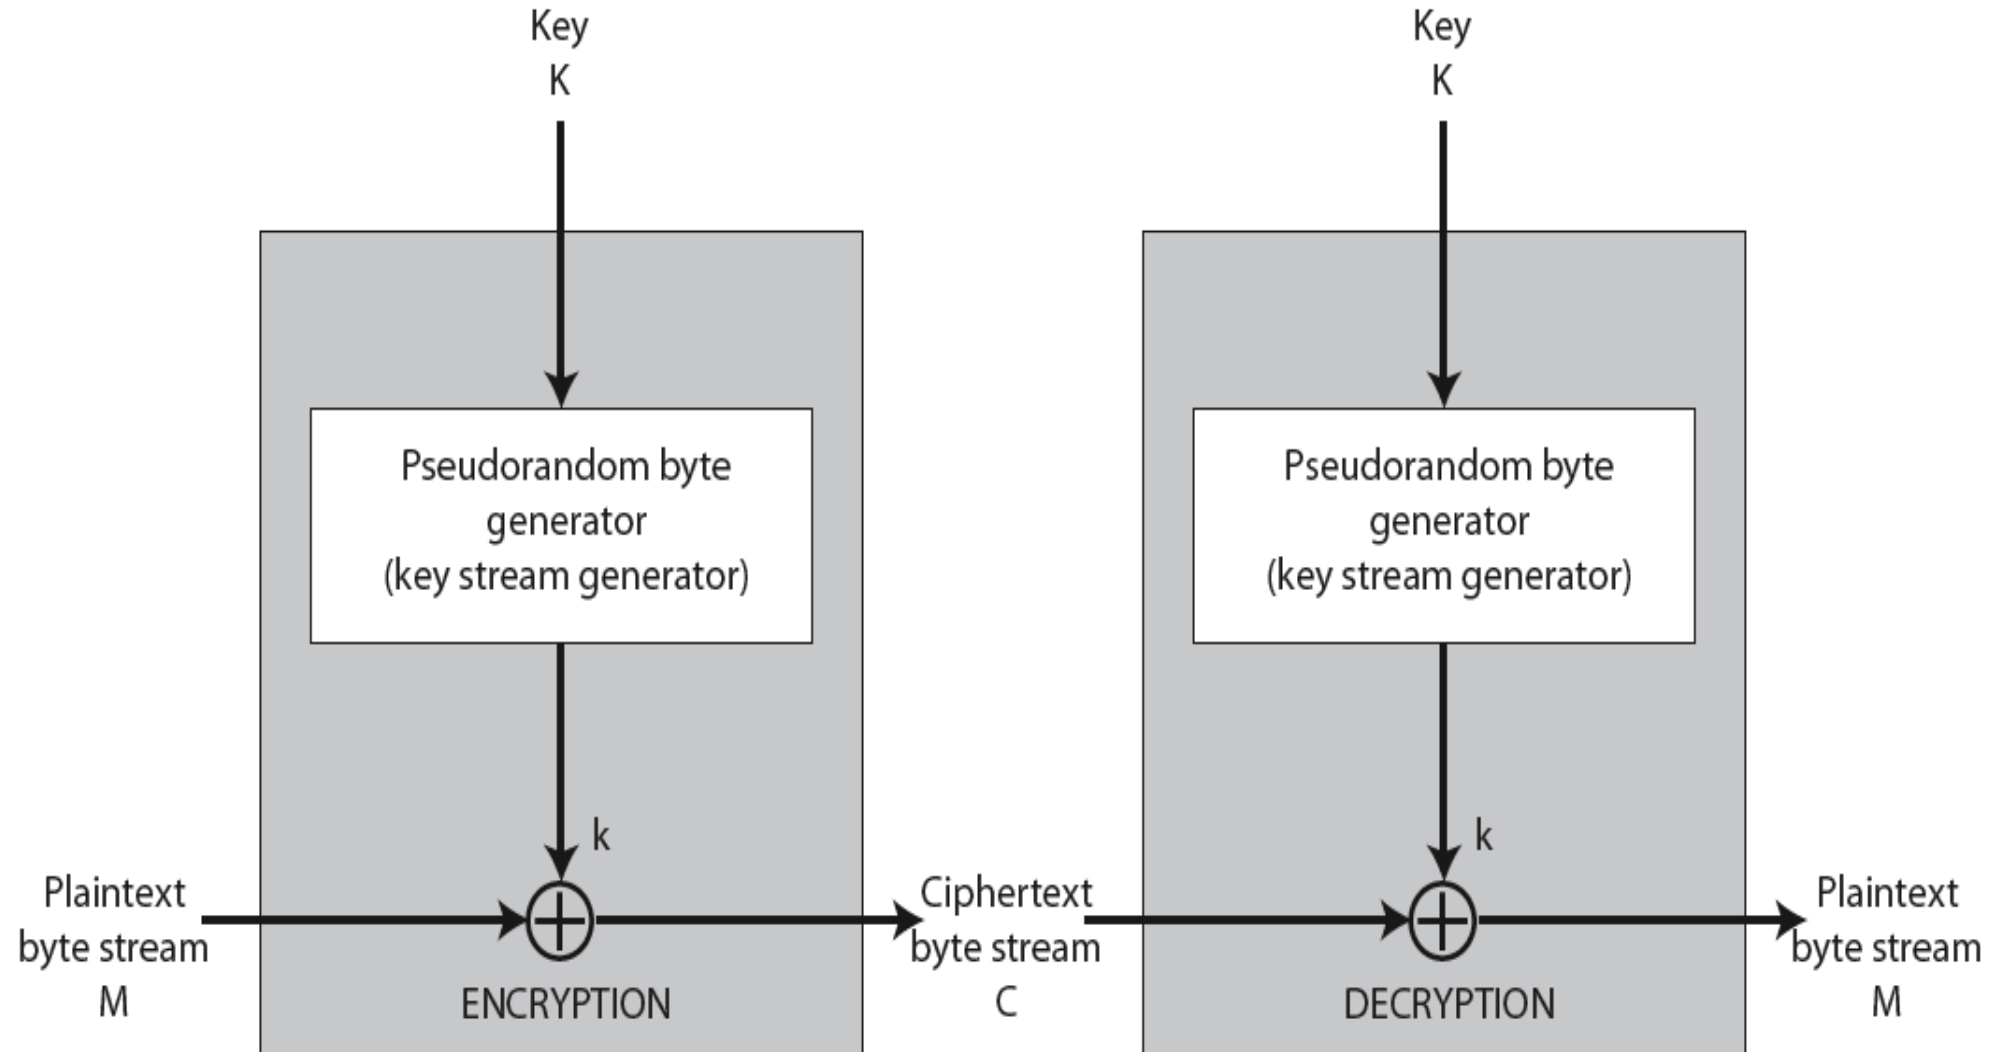 Key
K
Key
K
Pseudorandom byte
generator
(key stream generator)
Pseudorandom byte
generator
(key stream generator)
k
k
Plaintext
byte stream
M
ENCRYPTION
Ciphertext
byte stream
C
DECRYPTION
Plaintext
byte stream
M